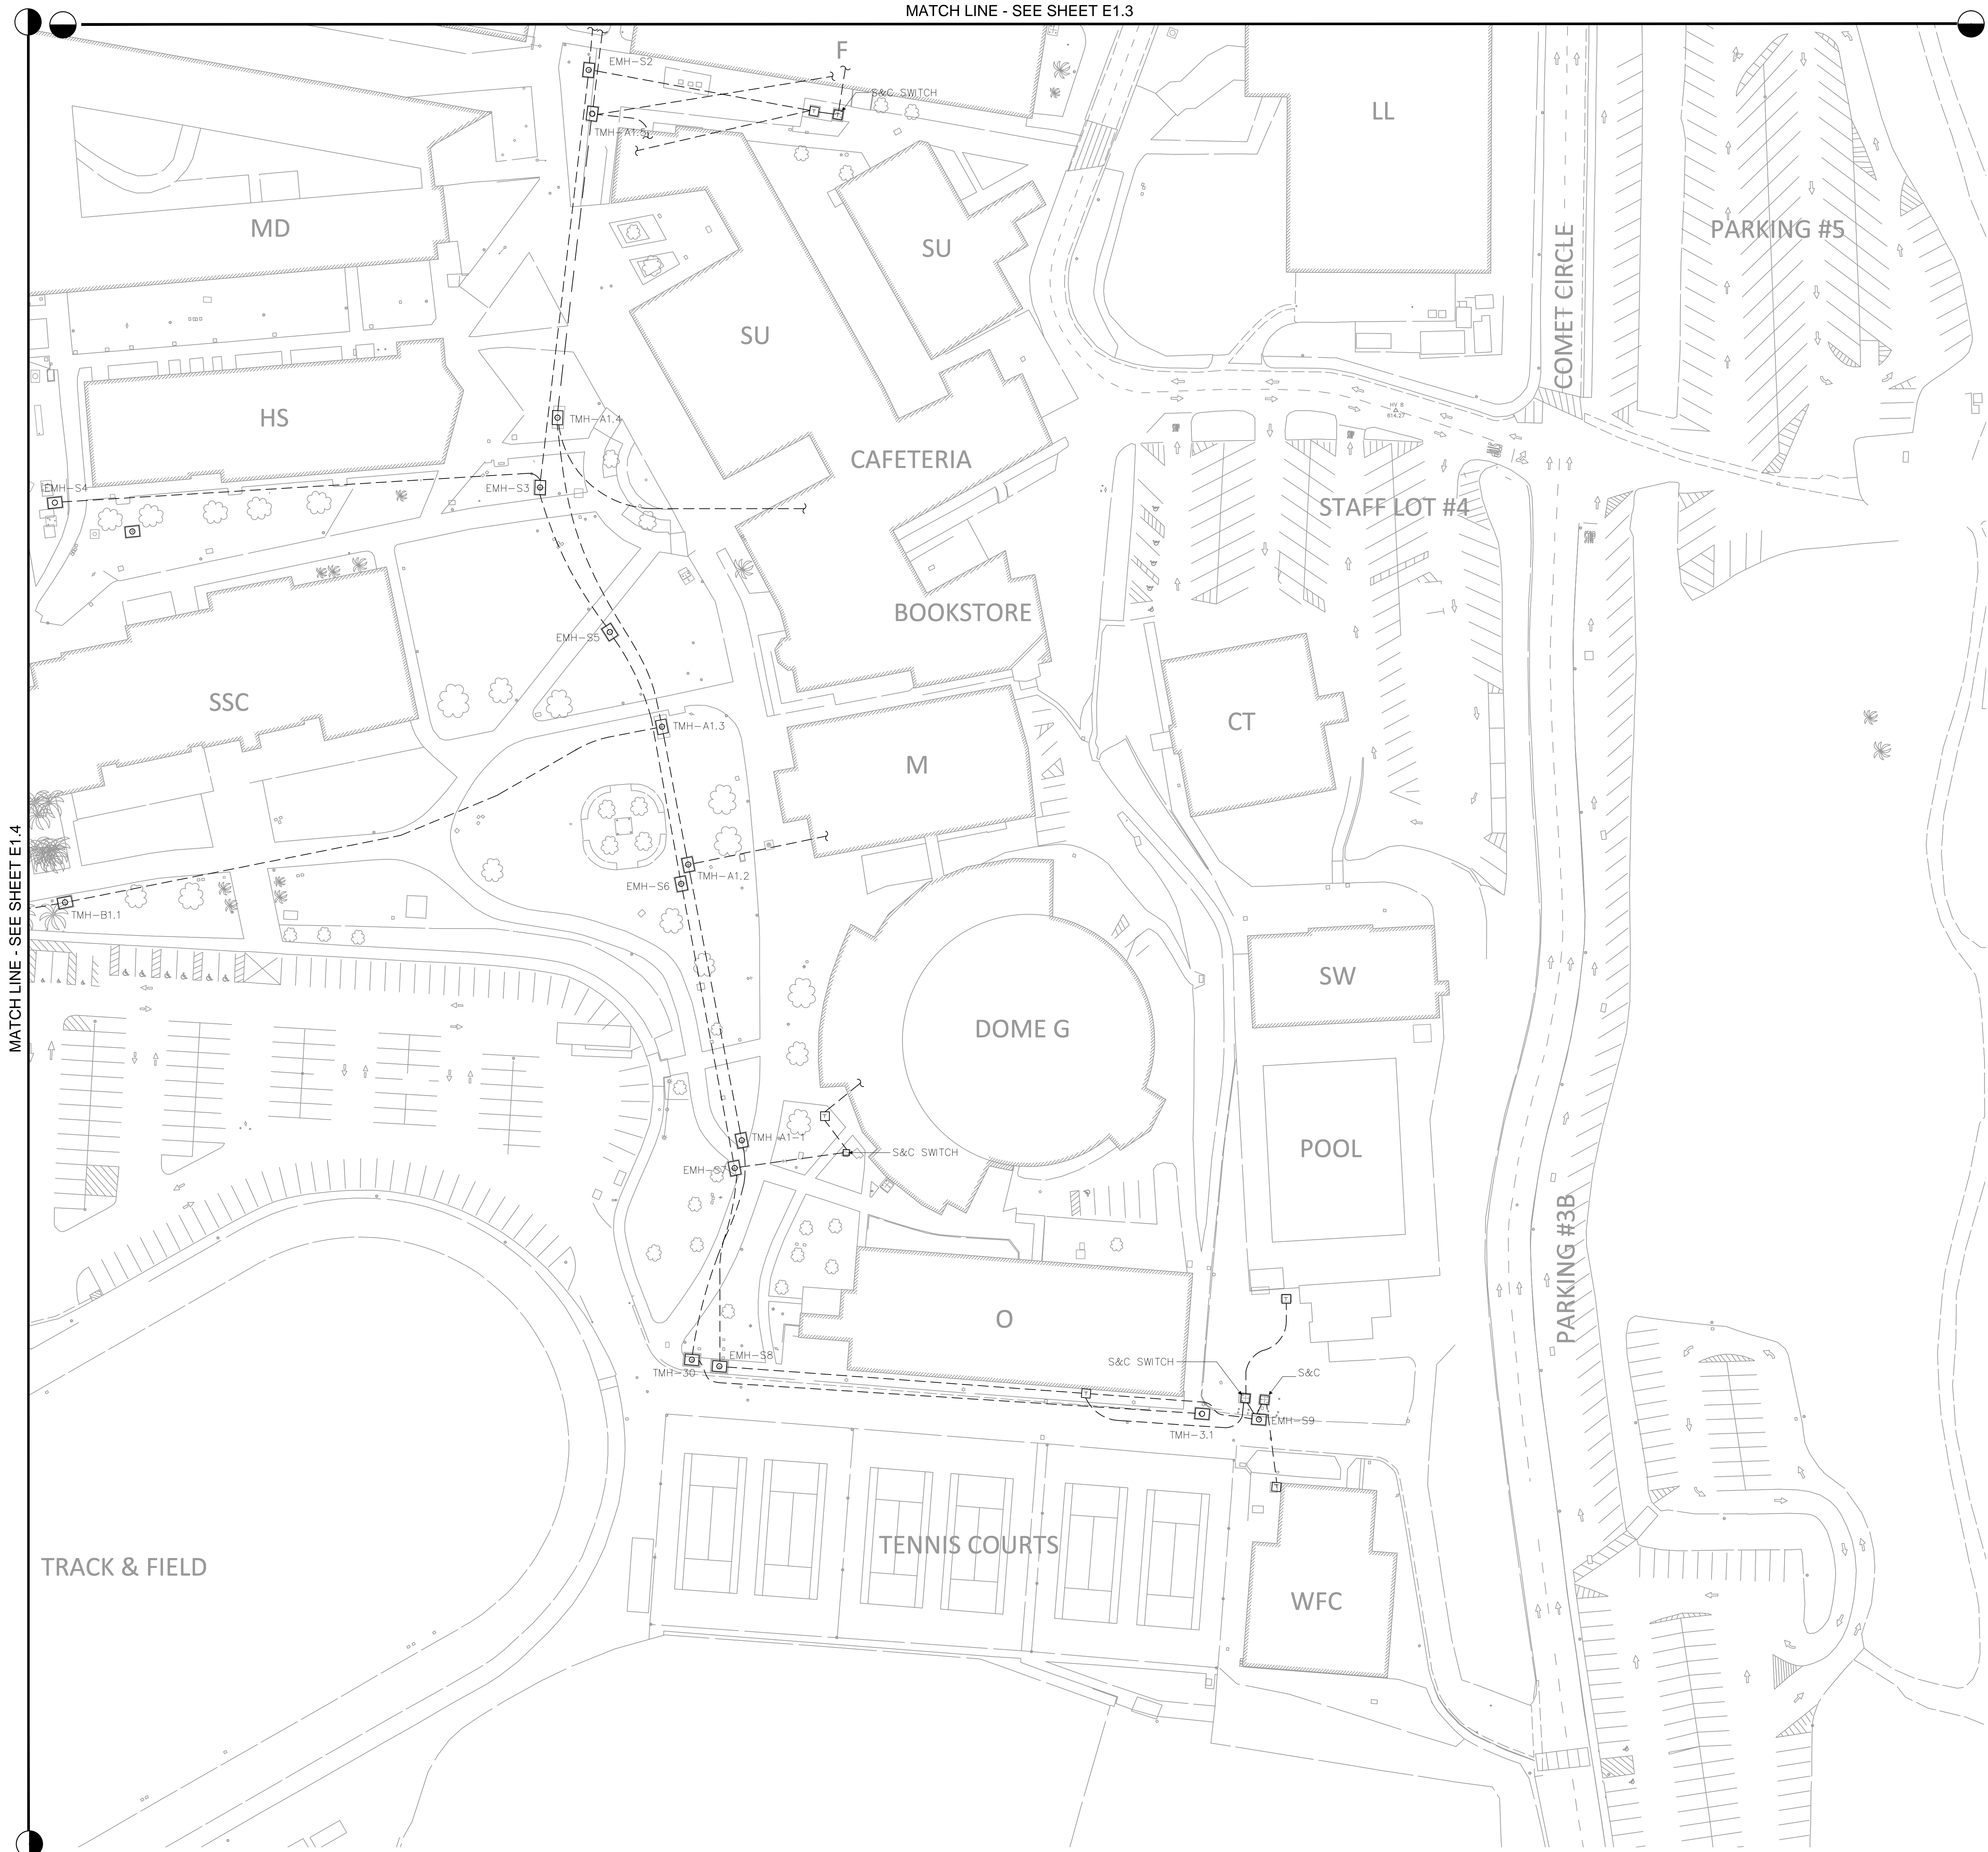 MATCH LINE - SEE SHEET E1.3
F
EMH-S2
S&C SWITCH
TMH-A1.5
LL
MD
SU
PARKING #5
COMET CIRCLE
SU
HV 8
814.27
TMH-A1.4
HS
CAFETERIA
EMH-S4
EMH-S3
STAFF LOT #4
BOOKSTORE
EMH-S5
SSC
TMH-A1.3
CT
M
MATCH LINE - SEE SHEET E1.4
TMH-A1.2
EMH-S6
TMH-B1.1
SW
DOME G
T
TMH A1-1
S&C SWITCH
POOL
EMH-S7
PARKING #3B
T
O
EMH-S8
S&C SWITCH
TMH-30
S&C
T
EMH-S9
TMH-3.1
T
TENNIS COURTS
TRACK & FIELD
WFC